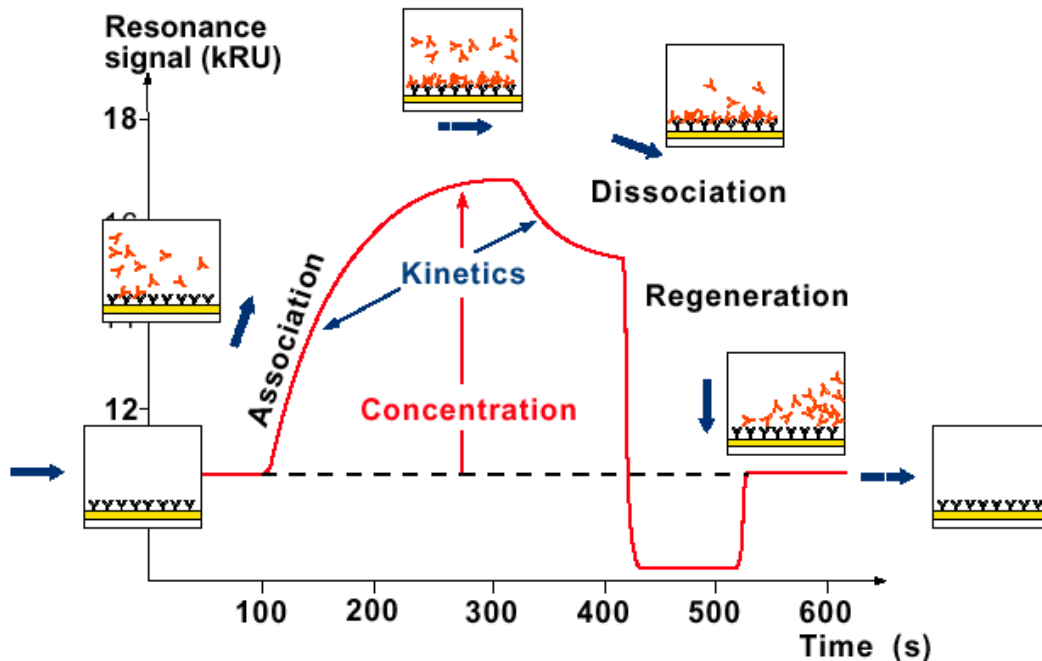 Resonance
signal (kRU)
18
Dissociation
Kinetics
Regeneration
Association
12
Concentration
100
200
300
400
500
600
Time (s)